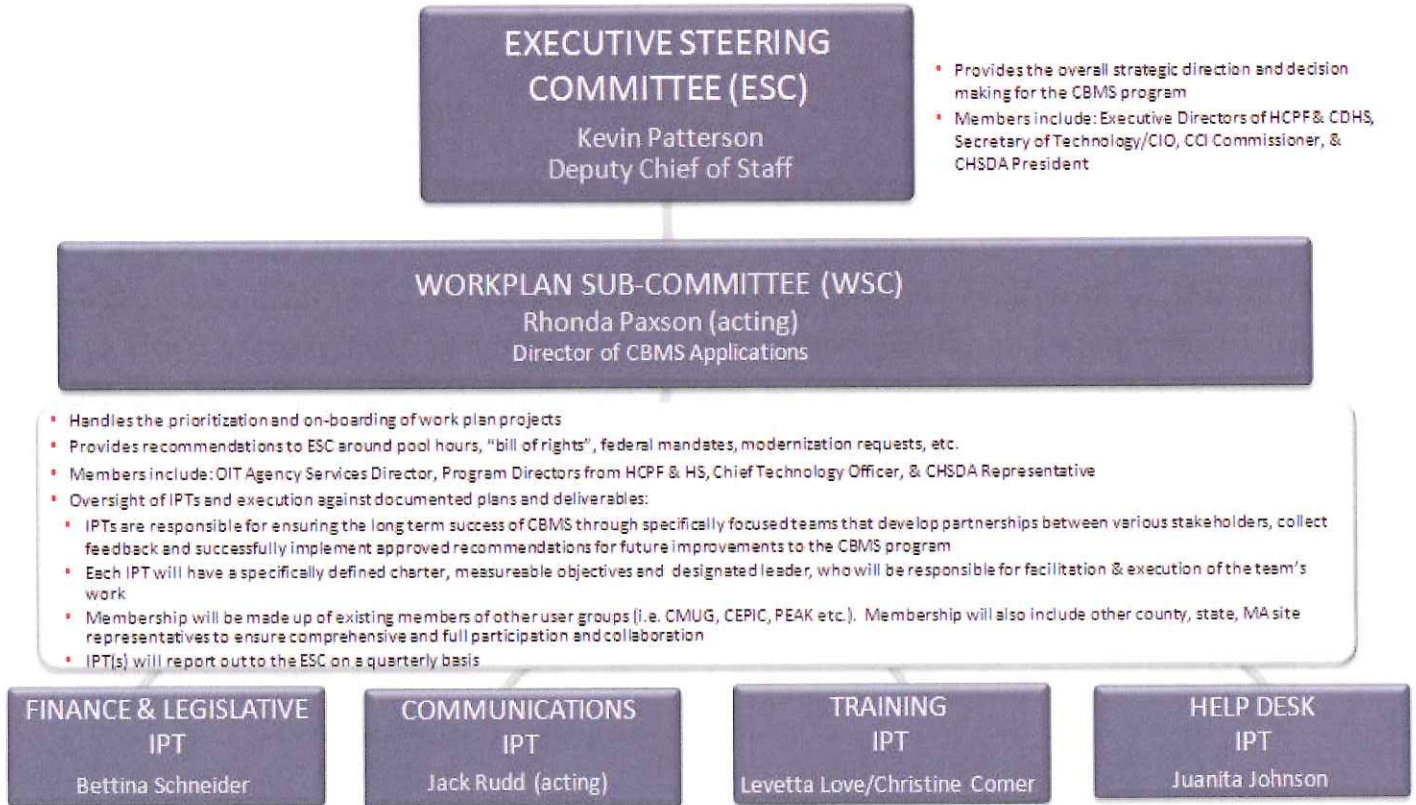 EXECUTIVE STEERING
COMMITTEE (ESC)
Kevin Patterson
Deputy Chief of Staff
▪ Provides the overall strategic direction and decision
making for the CBMS program
▪ Members include: Executive Directors of HCPF & CDHS,
Secretary of Technology/CIO, CCI Commissioner, &
CHSDA President
WORKPLAN SUB-COMMITTEE (WSC)
Rhonda Paxson (acting)
Director of CBMS Applications
▪ Handles the prioritization and on-boarding of work plan projects
▪ Provides recommendations to ESC around pool hours, "bill of rights", federal mandates, modernization requests, etc.
▪ Members include: OIT Agency Services Director, Program Directors from HCPF & HS, Chief Technology Officer, & CHSDA Representative
▪ Oversight of IPTs and execution against documented plans and deliverables:
▪ IPTs are responsible for ensuring the long term success of CBMS through specifically focused teams that develop partnerships between various stakeholders, collect
feedback and successfully implement approved recommendations for future improvements to the CBMS program
▪ Each IPT will have a specifically defined charter, measureable objectives and designated leader, who will be responsible for facilitation & execution of the team's
work
▪ Membership will be made up of existing members of other user groups (i.e. CMUG, CEPIC, PEAK etc.). Membership will also include other county, state, MA site
representatives to ensure comprehensive and full participation and collaboration
▪ IPT(s) will report out to the ESC on a quarterly basis
FINANCE & LEGISLATIVE
IPT
Bettina Schneider
COMMUNICATIONS
IPT
Jack Rudd (acting)
TRAINING
IPT
Levetta Love/Christine Comer
HELP DESK
IPT
Juanita Johnson